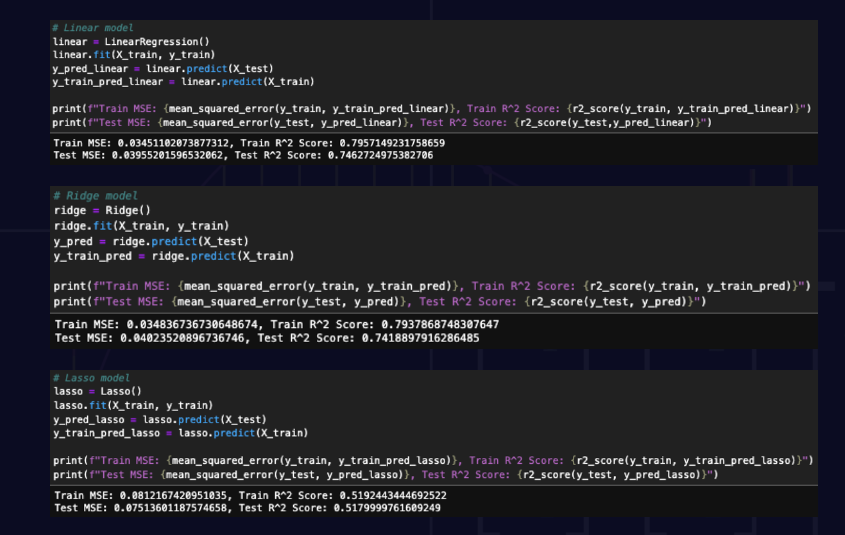 # Linear model
linear = LinearRegression()
linear.fit(X_train, y_train)
y_pred_linear = linear.predict(X_test)
y_train_pred_linear = linear.predict(X_train)
print(f"Train MSE: {mean_squared_error(y_train, y_train_pred_linear)}, Train R^2 Score: {r2_score(y_train, y_train_pred_linear)}")
print(f"Test MSE: {mean_squared_error(y_test, y_pred_linear)}, Test R^2 Score: {r2_score(y_test,y_pred_linear)}")
Train MSE: 0.03451102073877312, Train R^2 Score: 0.7957149231758659
Test MSE: 0.03955201596532062, Test R^2 Score: 0.7462724975382706
# Ridge model
ridge = Ridge()
ridge.fit(X_train, y_train)
y_pred = ridge.predict(X_test)
y_train_pred = ridge.predict(X_train)
print(f"Train MSE: {mean_squared_error(y_train, y_train_pred)}, Train R^2 Score: {r2_score(y_train, y_train_pred)}")
print(f"Test MSE: {mean_squared_error(y_test, y_pred)}, Test R^2 Score: {r2_score(y_test, y_pred)}")
Train MSE: 0.034836736730648674, Train R^2 Score: 0.7937868748307647
Test MSE: 0.04023520896736746, Test R^2 Score: 0.7418897916286485
# Lasso model
lasso = Lasso()
lasso.fit(X_train, y_train)
y_pred_lasso = lasso.predict(X_test)
y_train_pred_lasso = lasso.predict(X_train)
print(f"Train MSE: {mean_squared_error(y_train, y_train_pred_lasso)}, Train R^2 Score: {r2_score(y_train, y_train_pred_lasso)}")
print(f"Test MSE: {mean_squared_error(y_test, y_pred_lasso)}, Test R^2 Score: {r2_score(y_test, y_pred_lasso)}")
Train MSE: 0.0812167420951035, Train R^2 Score: 0.5192443444692522
Test MSE: 0.07513601187574658, Test R^2 Score: 0.5179999761609249